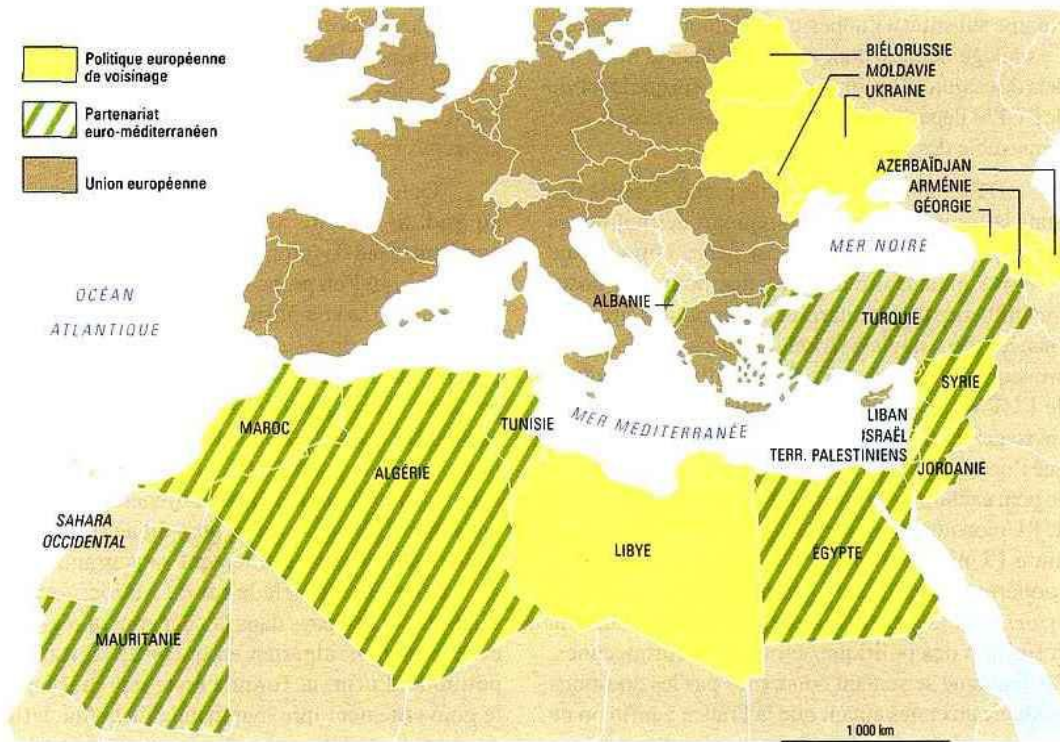 Politique européenne
de voisinage
Partenariat
euro-méditerranéen
Union européenne
BIÉLORUSSIE
MOLDAVIE
UKRAINE
AZERBAÏDJAN
ARMÉNIE
GÉORGIE
MER NOIRE
OCÉAN
ATLANTIQUE
ALBANIE
TURQUIE
SYRIE
MAROC
TUNISIE
MER MÉDITERRANÉE
LIBAN
ISRAËL
TERR. PALESTINIENS
ALGÉRIE
JORDANIE
SAHARA
OCCIDENTAL
LIBYE
ÉGYPTE
MAURITANIE
1 000 km